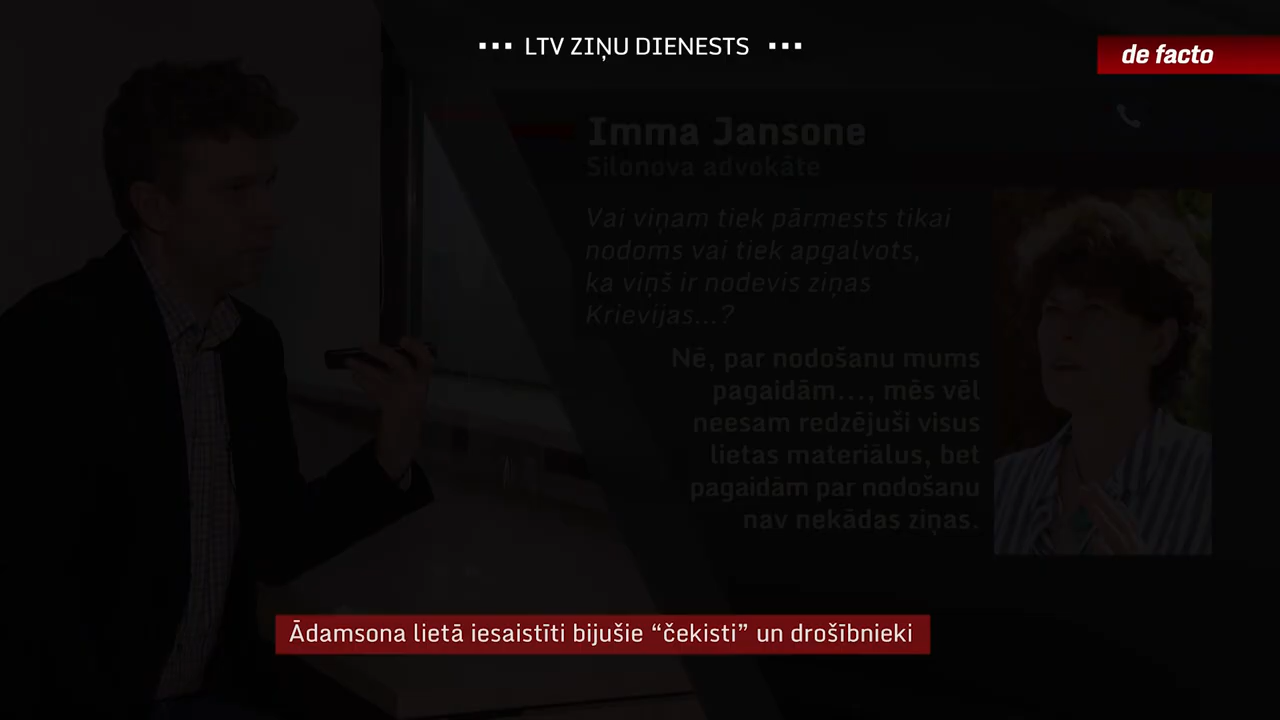 LTV ZIŅU DIENESTS
de facto
Imma Jansone
Silonova advokāte
Vai viņam tiek pārmests tikai
nodoms vai tiek apgalvots,
ka viņš ir nodevis ziņas
Krievijas...?
Nē, par nodošanu mums
pagaidām..., mēs vēl
neesam redzējuši visus
lietas materiālus, bet
pagaidām par nodošanu
nav nekādas ziņas.
Ādamsona lietā iesaistīti bijušie “čekisti” un drošībnieki